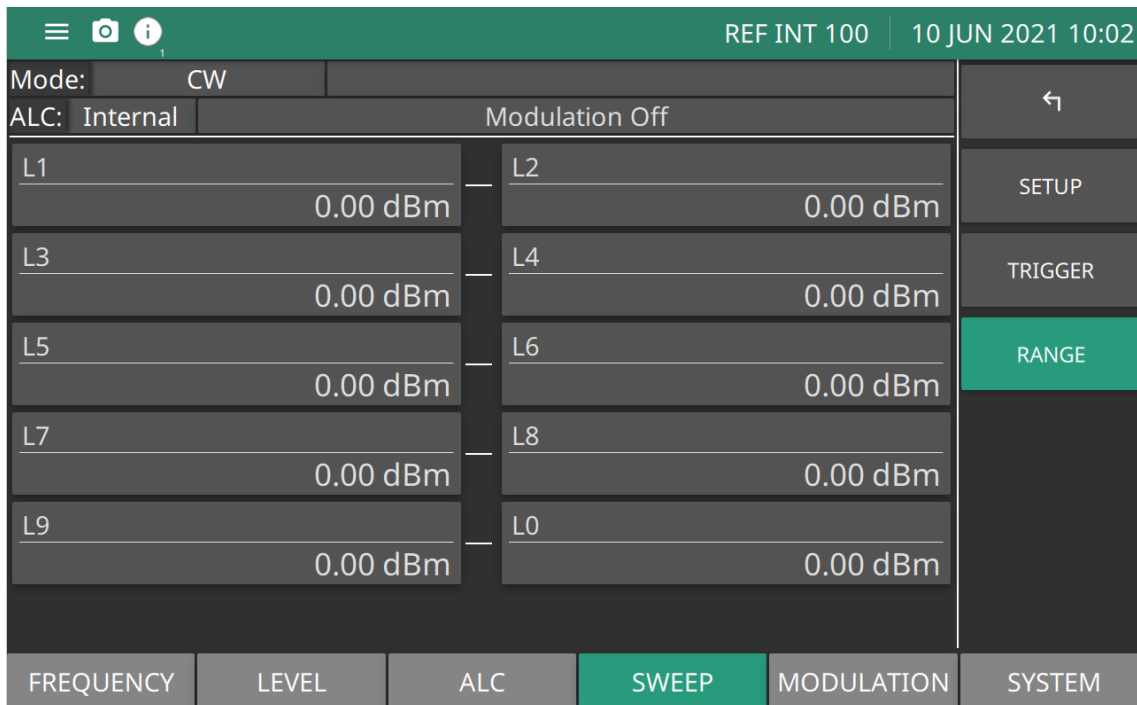 REF INT 100 10 JUN 2021 10:02
1
Mode: CW
ALC: Internal Modulation Off
L1 L2
0.00 dBm 0.00 dBm
L3 L4
0.00 dBm 0.00 dBm
L5 L6
0.00 dBm 0.00 dBm
L7 L8
0.00 dBm 0.00 dBm
L9 L0
0.00 dBm 0.00 dBm
SETUP
TRIGGER
RANGE
FREQUENCY LEVEL ALC SWEEP MODULATION SYSTEM